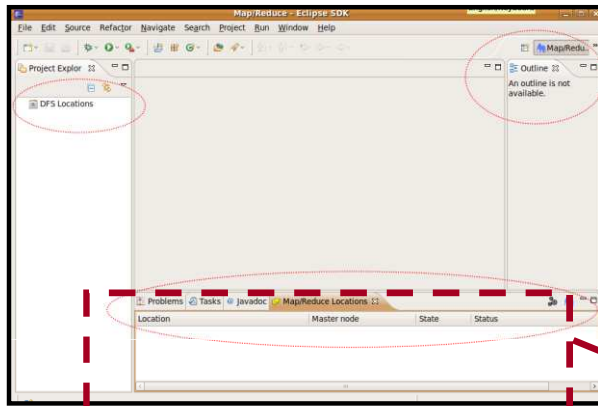 Map/Reduce - Eclipse SDK
File Edit Source Refactor Navigate Search Project Run Window Help
Map/Redu
Project Explor
Outline
An outline is not
available.
DFS Locations
Problems Tasks Javadoc Map/Reduce Locations
Location Master node State Status